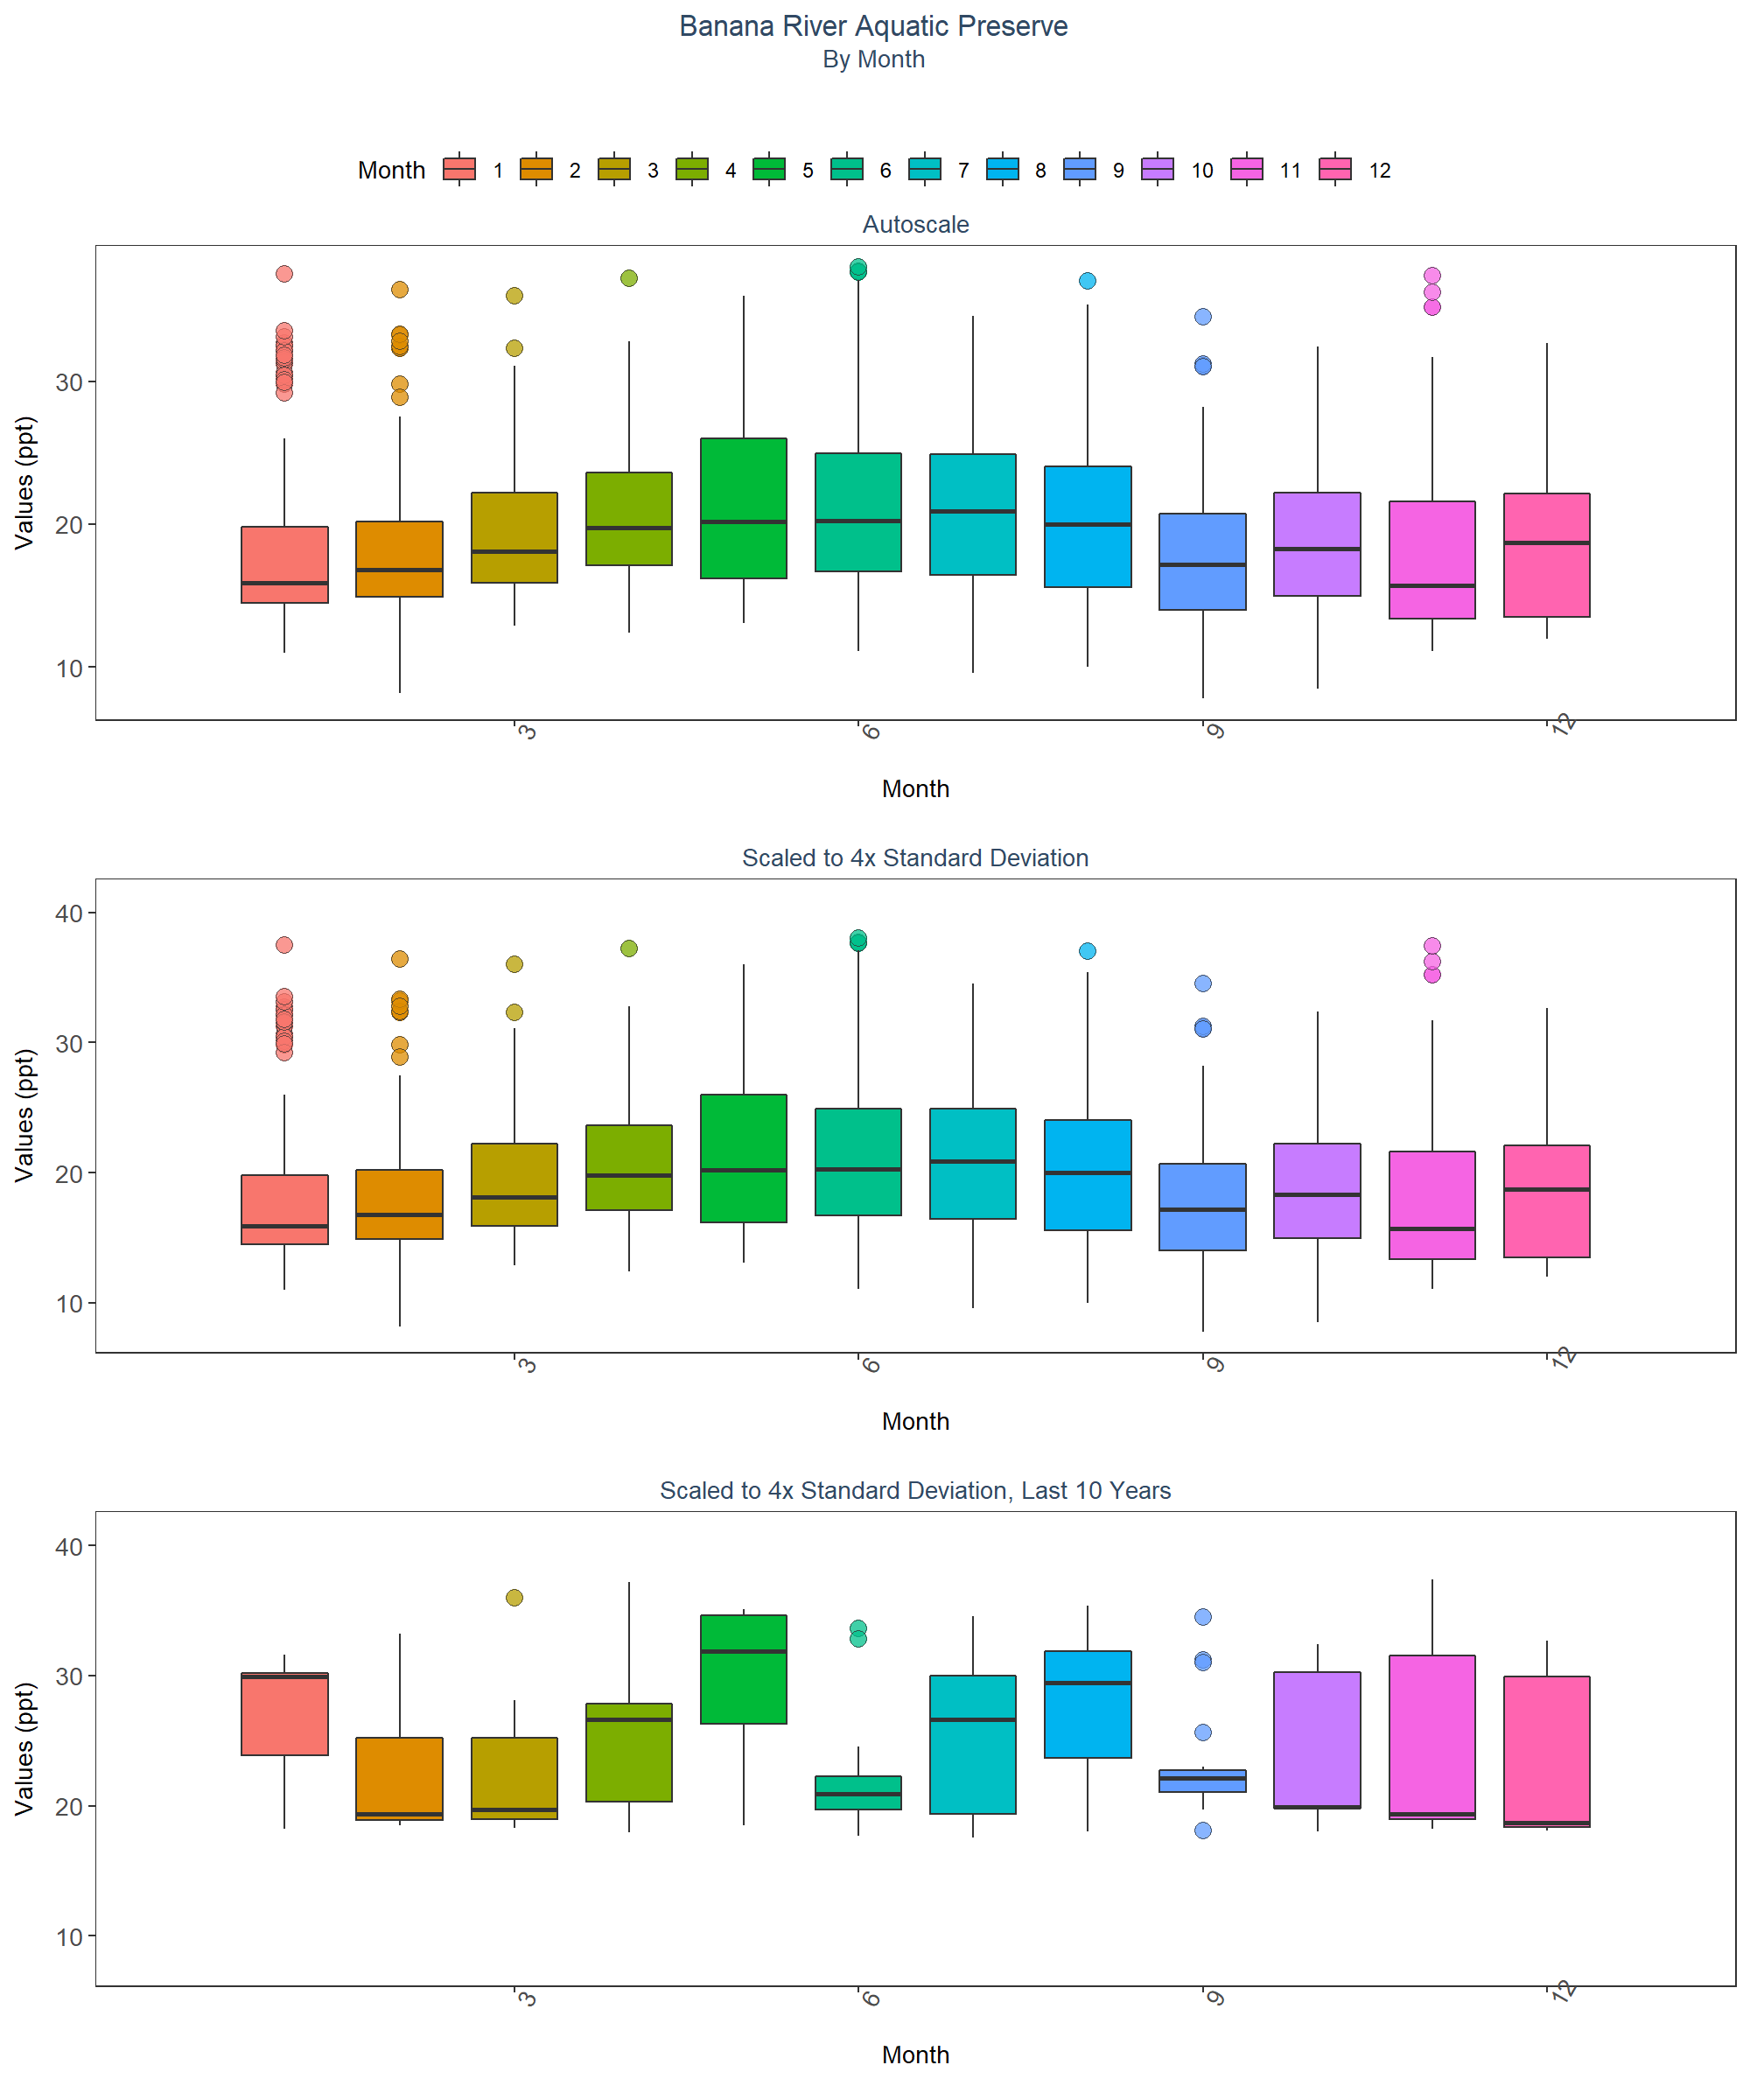 Banana River Aquatic Preserve
By Month
Month 1 2 3 4 5 6 7 8 9 10 11 12
Autoscale
Values (ppt)
30
20
10
3 6 9 12
Month
Scaled to 4x Standard Deviation
Values (ppt)
40
30
20
10
3 6 9 12
Month
Scaled to 4x Standard Deviation, Last 10 Years
Values (ppt)
40
30
20
10
3 6 9 12
Month